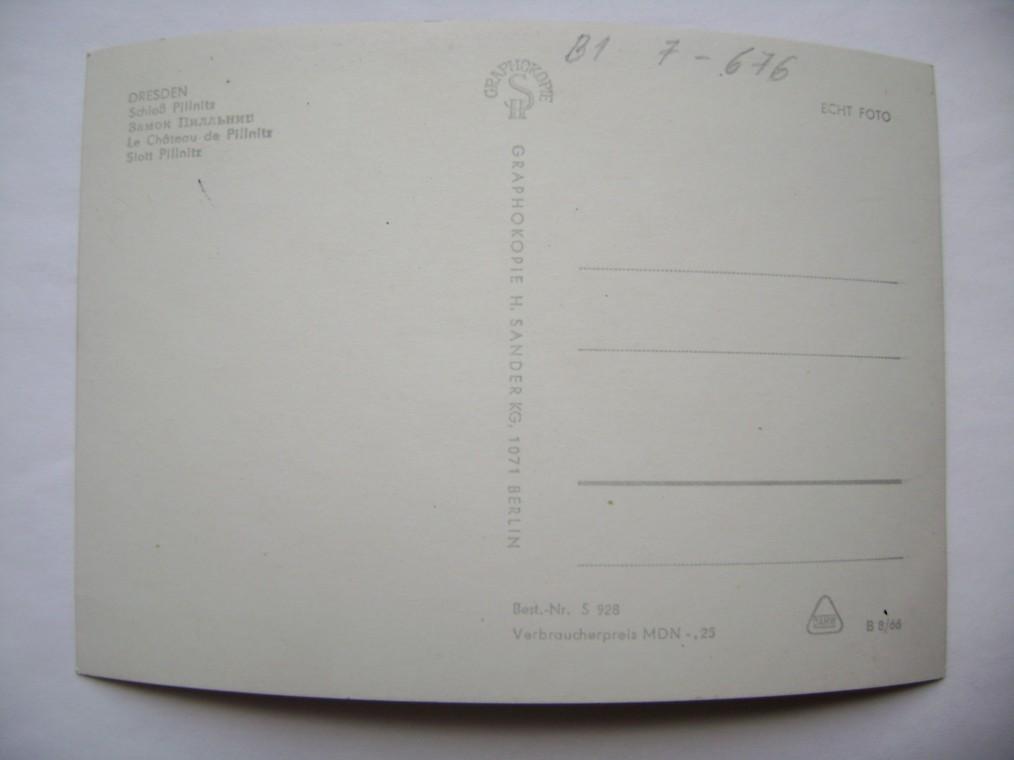 DRESDEN
Schloß Pillnitz
Замок Пилльниц
Le Château de Pillnitz
Slott Pillnitz
B1 7 - 676
GRAPHOKOPIE
SH
ECHT FOTO
GRAPHOKOPIE H. SANDER KG, 1071 BERLIN
Best.-Nr. S 928
Verbraucherpreis MDN -,25
B 8/66